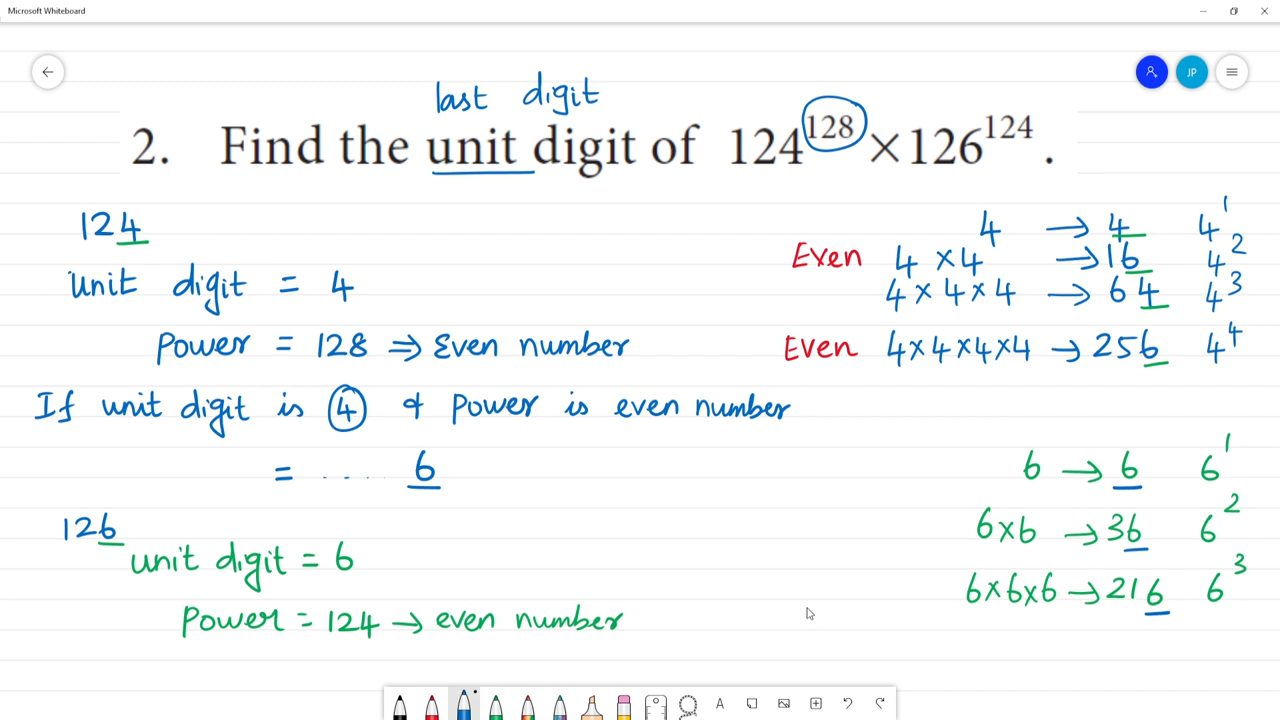 Microsoft Whiteboard
JP
last digit
2. Find the unit digit of 124^128 × 126^124 .
124
unit digit = 4
Power = 128 ⇒ Even number
If unit digit is 4 & Power is even number
= ..... 6
126
unit digit = 6
Power = 124 → even number
4 → 4 4^1
Even 4 × 4 → 16 4^2
4 × 4 × 4 → 64 4^3
Even 4×4×4×4 → 256 4^4
6 → 6 6^1
6×6 → 36 6^2
6×6×6 → 216 6^3
A